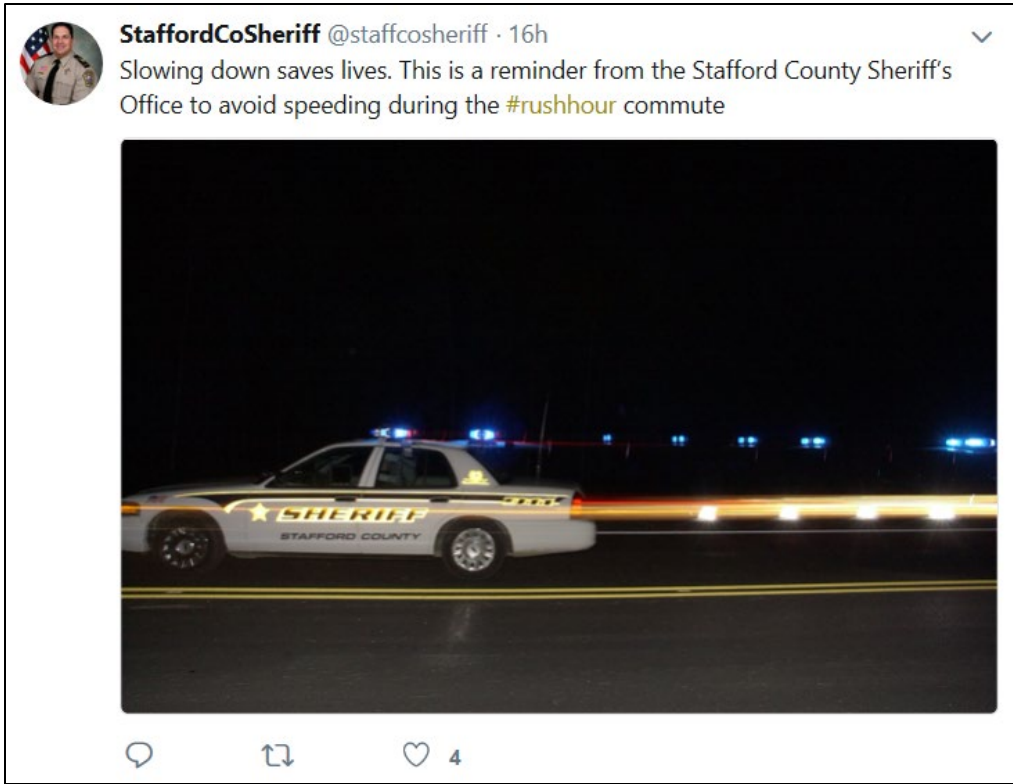 StaffordCoSheriff @staffcosheriff · 16h
Slowing down saves lives. This is a reminder from the Stafford County Sheriff's
Office to avoid speeding during the #rushhour commute
SHERIFF
STAFFORD COUNTY
4